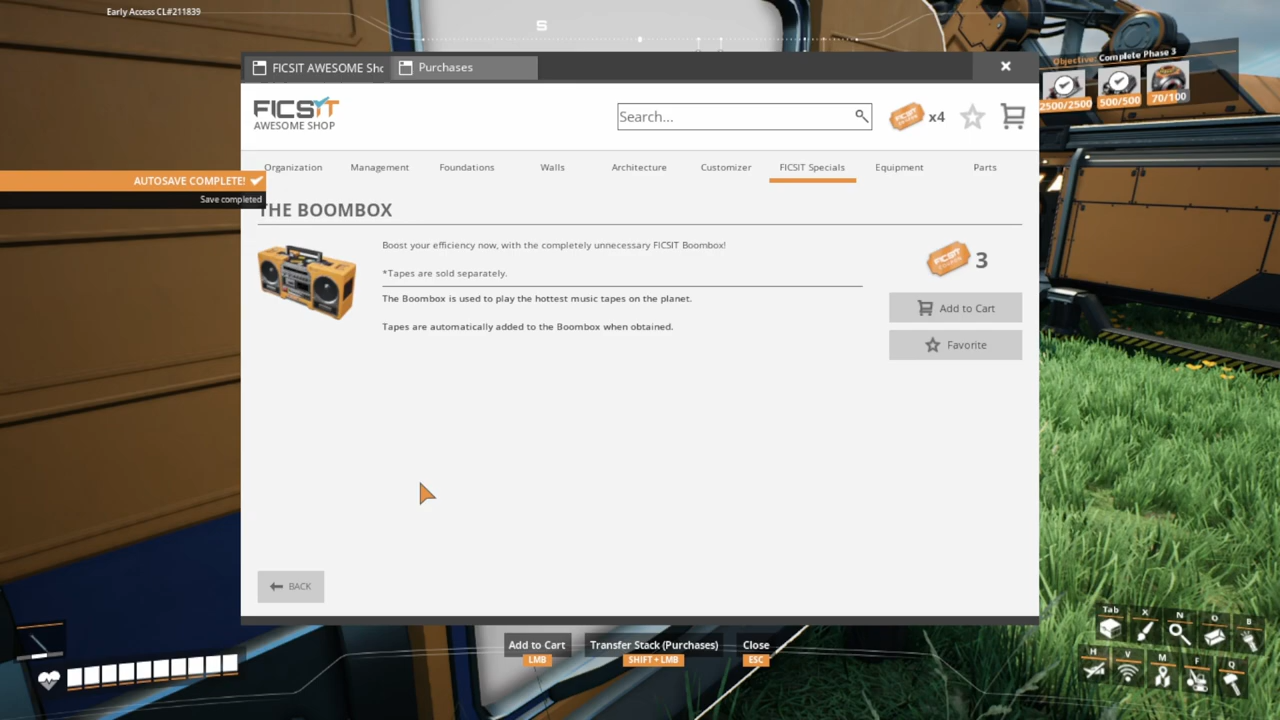 Early Access CL#211839
S
FICSIT AWESOME Shc
Purchases
Objective: Complete Phase 3
2500/2500
500/500
70/100
FICSIT
AWESOME SHOP
Search...
x4
Organization
Management
Foundations
Walls
Architecture
Customizer
FICSIT Specials
Equipment
Parts
AUTOSAVE COMPLETE!
Save completed
THE BOOMBOX
Boost your efficiency now, with the completely unnecessary FICSIT Boombox!
*Tapes are sold separately.
The Boombox is used to play the hottest music tapes on the planet.
Tapes are automatically added to the Boombox when obtained.
3
Add to Cart
Favorite
BACK
Add to Cart
LMB
Transfer Stack (Purchases)
SHIFT + LMB
Close
ESC
Tab X N O B
H V M F Q